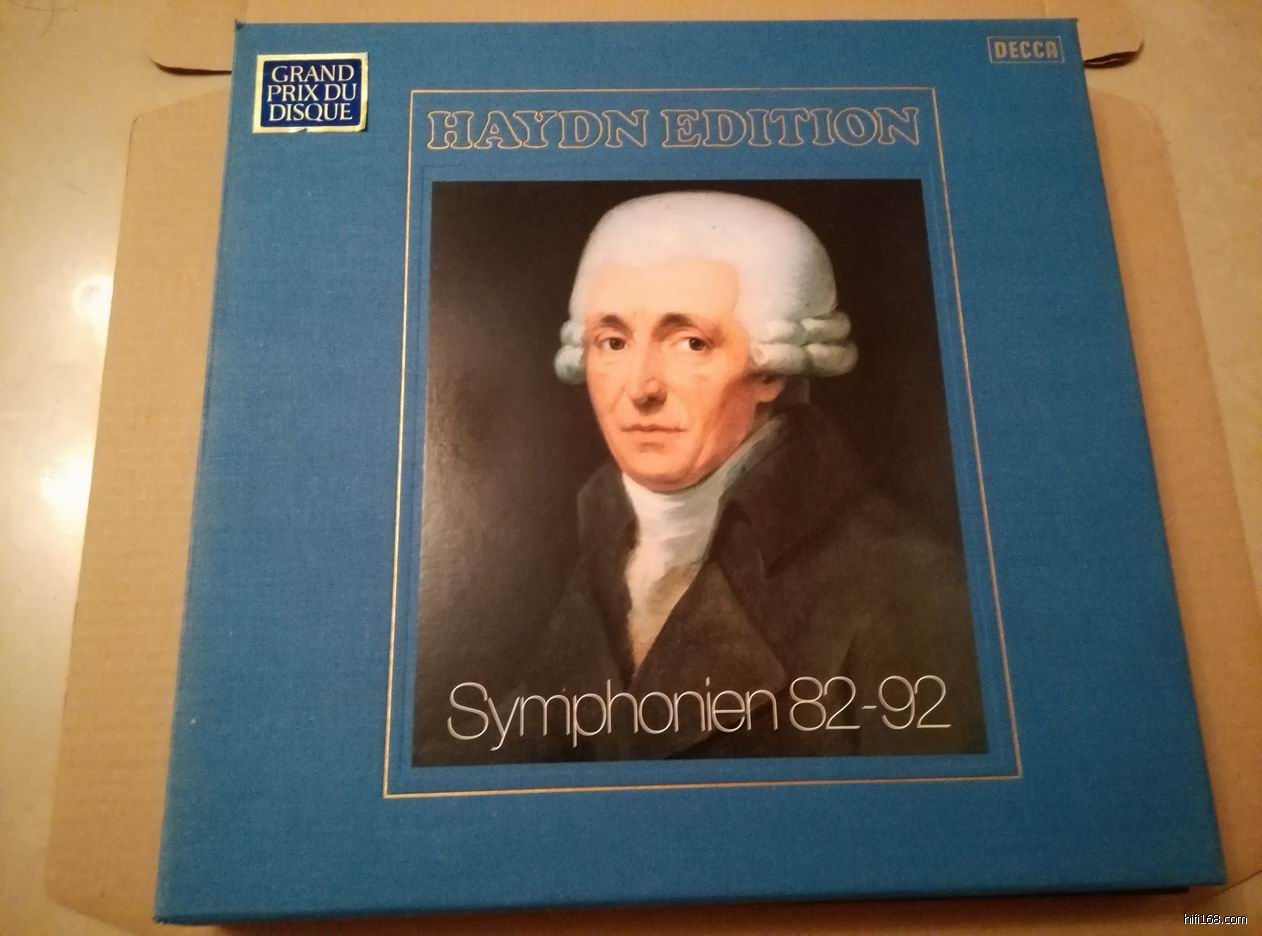 GRAND
PRIX DU
DISQUE
DECCA
HAYDN EDITION
Symphonien 82-92
hifi168.com